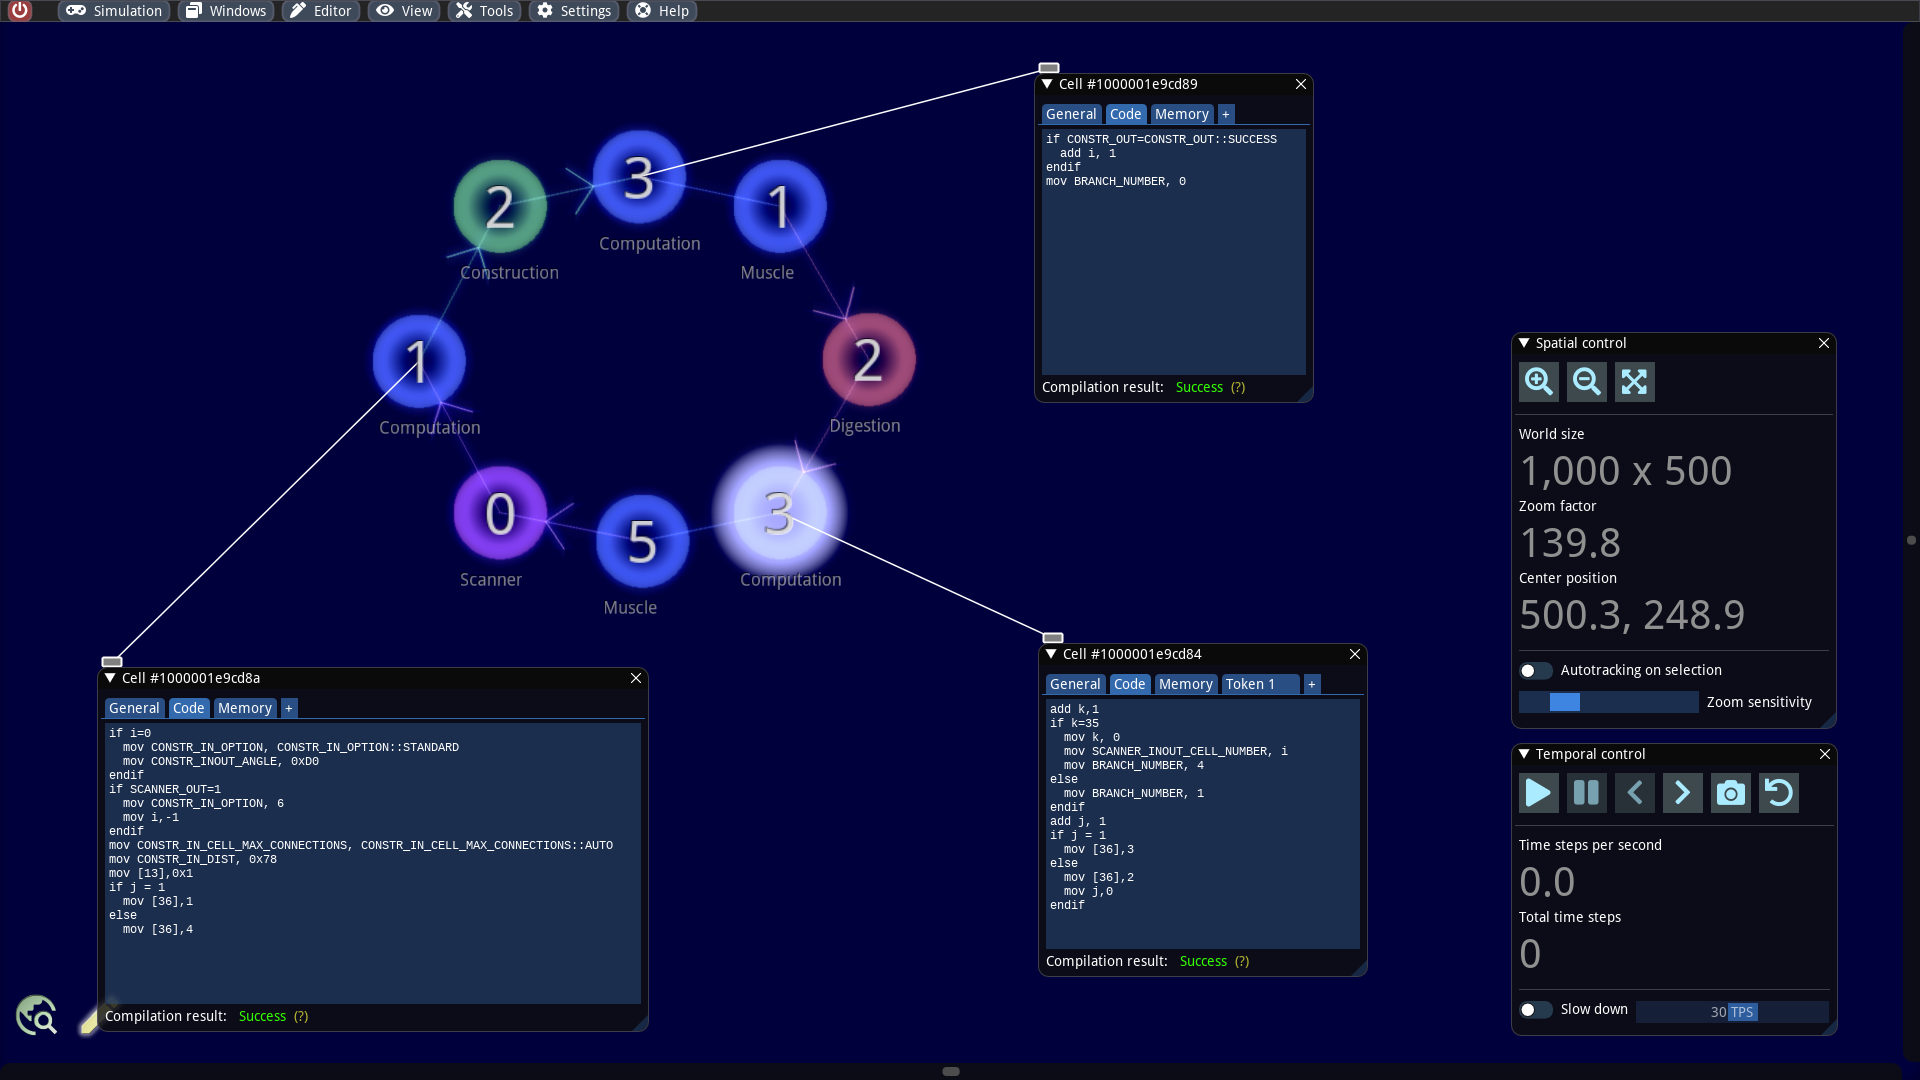 Simulation Windows Editor View Tools Settings Help
3
Computation
2
Construction
1
Muscle
1
Computation
2
Digestion
0
Scanner
5
Muscle
3
Computation
Cell #1000001e9cd89
General Code Memory +
if CONSTR_OUT=CONSTR_OUT::SUCCESS
  add i, 1
endif
mov BRANCH_NUMBER, 0
Compilation result: Success (?)
Cell #1000001e9cd8a
General Code Memory +
if i=0
  mov CONSTR_IN_OPTION, CONSTR_IN_OPTION::STANDARD
  mov CONSTR_INOUT_ANGLE, 0xD0
endif
if SCANNER_OUT=1
  mov CONSTR_IN_OPTION, 6
  mov i,-1
endif
mov CONSTR_IN_CELL_MAX_CONNECTIONS, CONSTR_IN_CELL_MAX_CONNECTIONS::AUTO
mov CONSTR_IN_DIST, 0x78
mov [13],0x1
if j = 1
  mov [36],1
else
  mov [36],4
Compilation result: Success (?)
Cell #1000001e9cd84
General Code Memory Token 1 +
add k,1
if k=35
  mov k, 0
  mov SCANNER_INOUT_CELL_NUMBER, i
  mov BRANCH_NUMBER, 4
else
  mov BRANCH_NUMBER, 1
endif
add j, 1
if j = 1
  mov [36],3
else
  mov [36],2
  mov j,0
endif
Compilation result: Success (?)
Spatial control
World size
1,000 x 500
Zoom factor
139.8
Center position
500.3, 248.9
Autotracking on selection
Zoom sensitivity
Temporal control
Time steps per second
0.0
Total time steps
0
Slow down 30 TPS